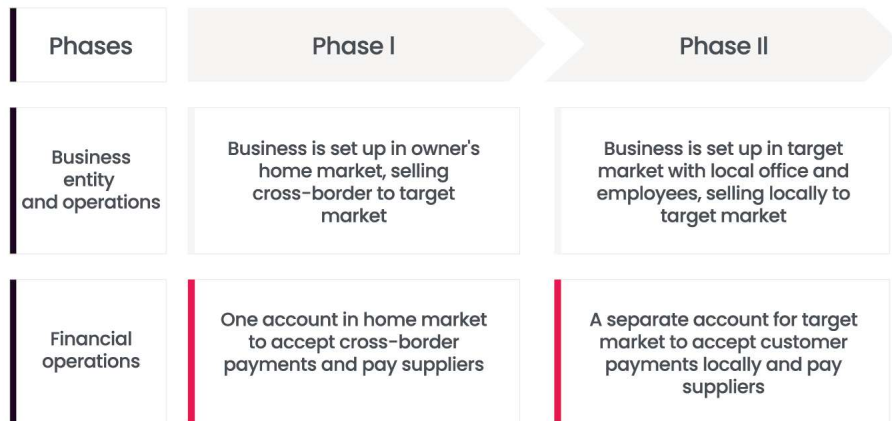 Phases
Phase I
Phase II
Business
entity
and operations
Business is set up in owner's
home market, selling
cross-border to target
market
Business is set up in target
market with local office and
employees, selling locally to
target market
Financial
operations
One account in home market
to accept cross-border
payments and pay suppliers
A separate account for target
market to accept customer
payments locally and pay
suppliers